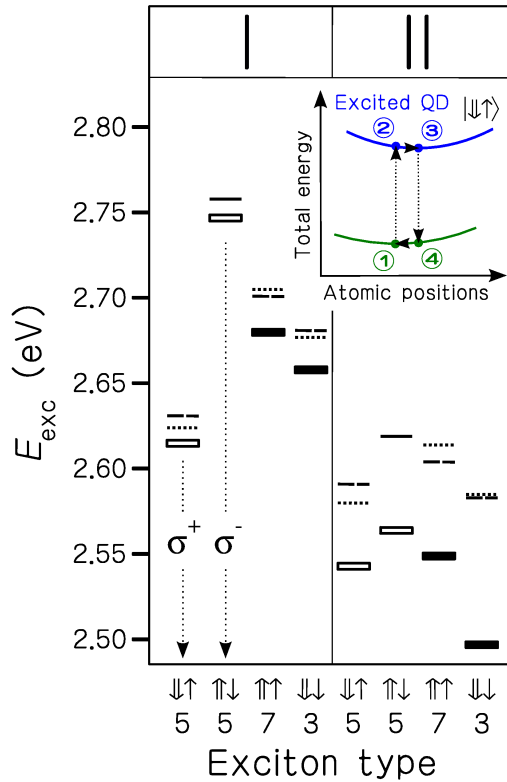 I II
Excited QD |⇓↑⟩
② ③
① ④
Total energy
Atomic positions
2.80
2.75
2.70
2.65
2.60
2.55
2.50
E_exc (eV)
σ⁺ σ⁻
⇓↑ ⇑↓ ⇑↑ ⇓↓ ⇓↑ ⇑↓ ⇑↑ ⇓↓
5 5 7 3 5 5 7 3
Exciton type